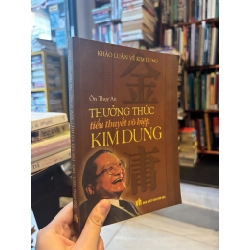 KHẢO LUẬN VỀ KIM DUNG
Ôn Thụy An
THƯỞNG THỨC
tiểu thuyết võ hiệp
KIM DUNG
金
庸